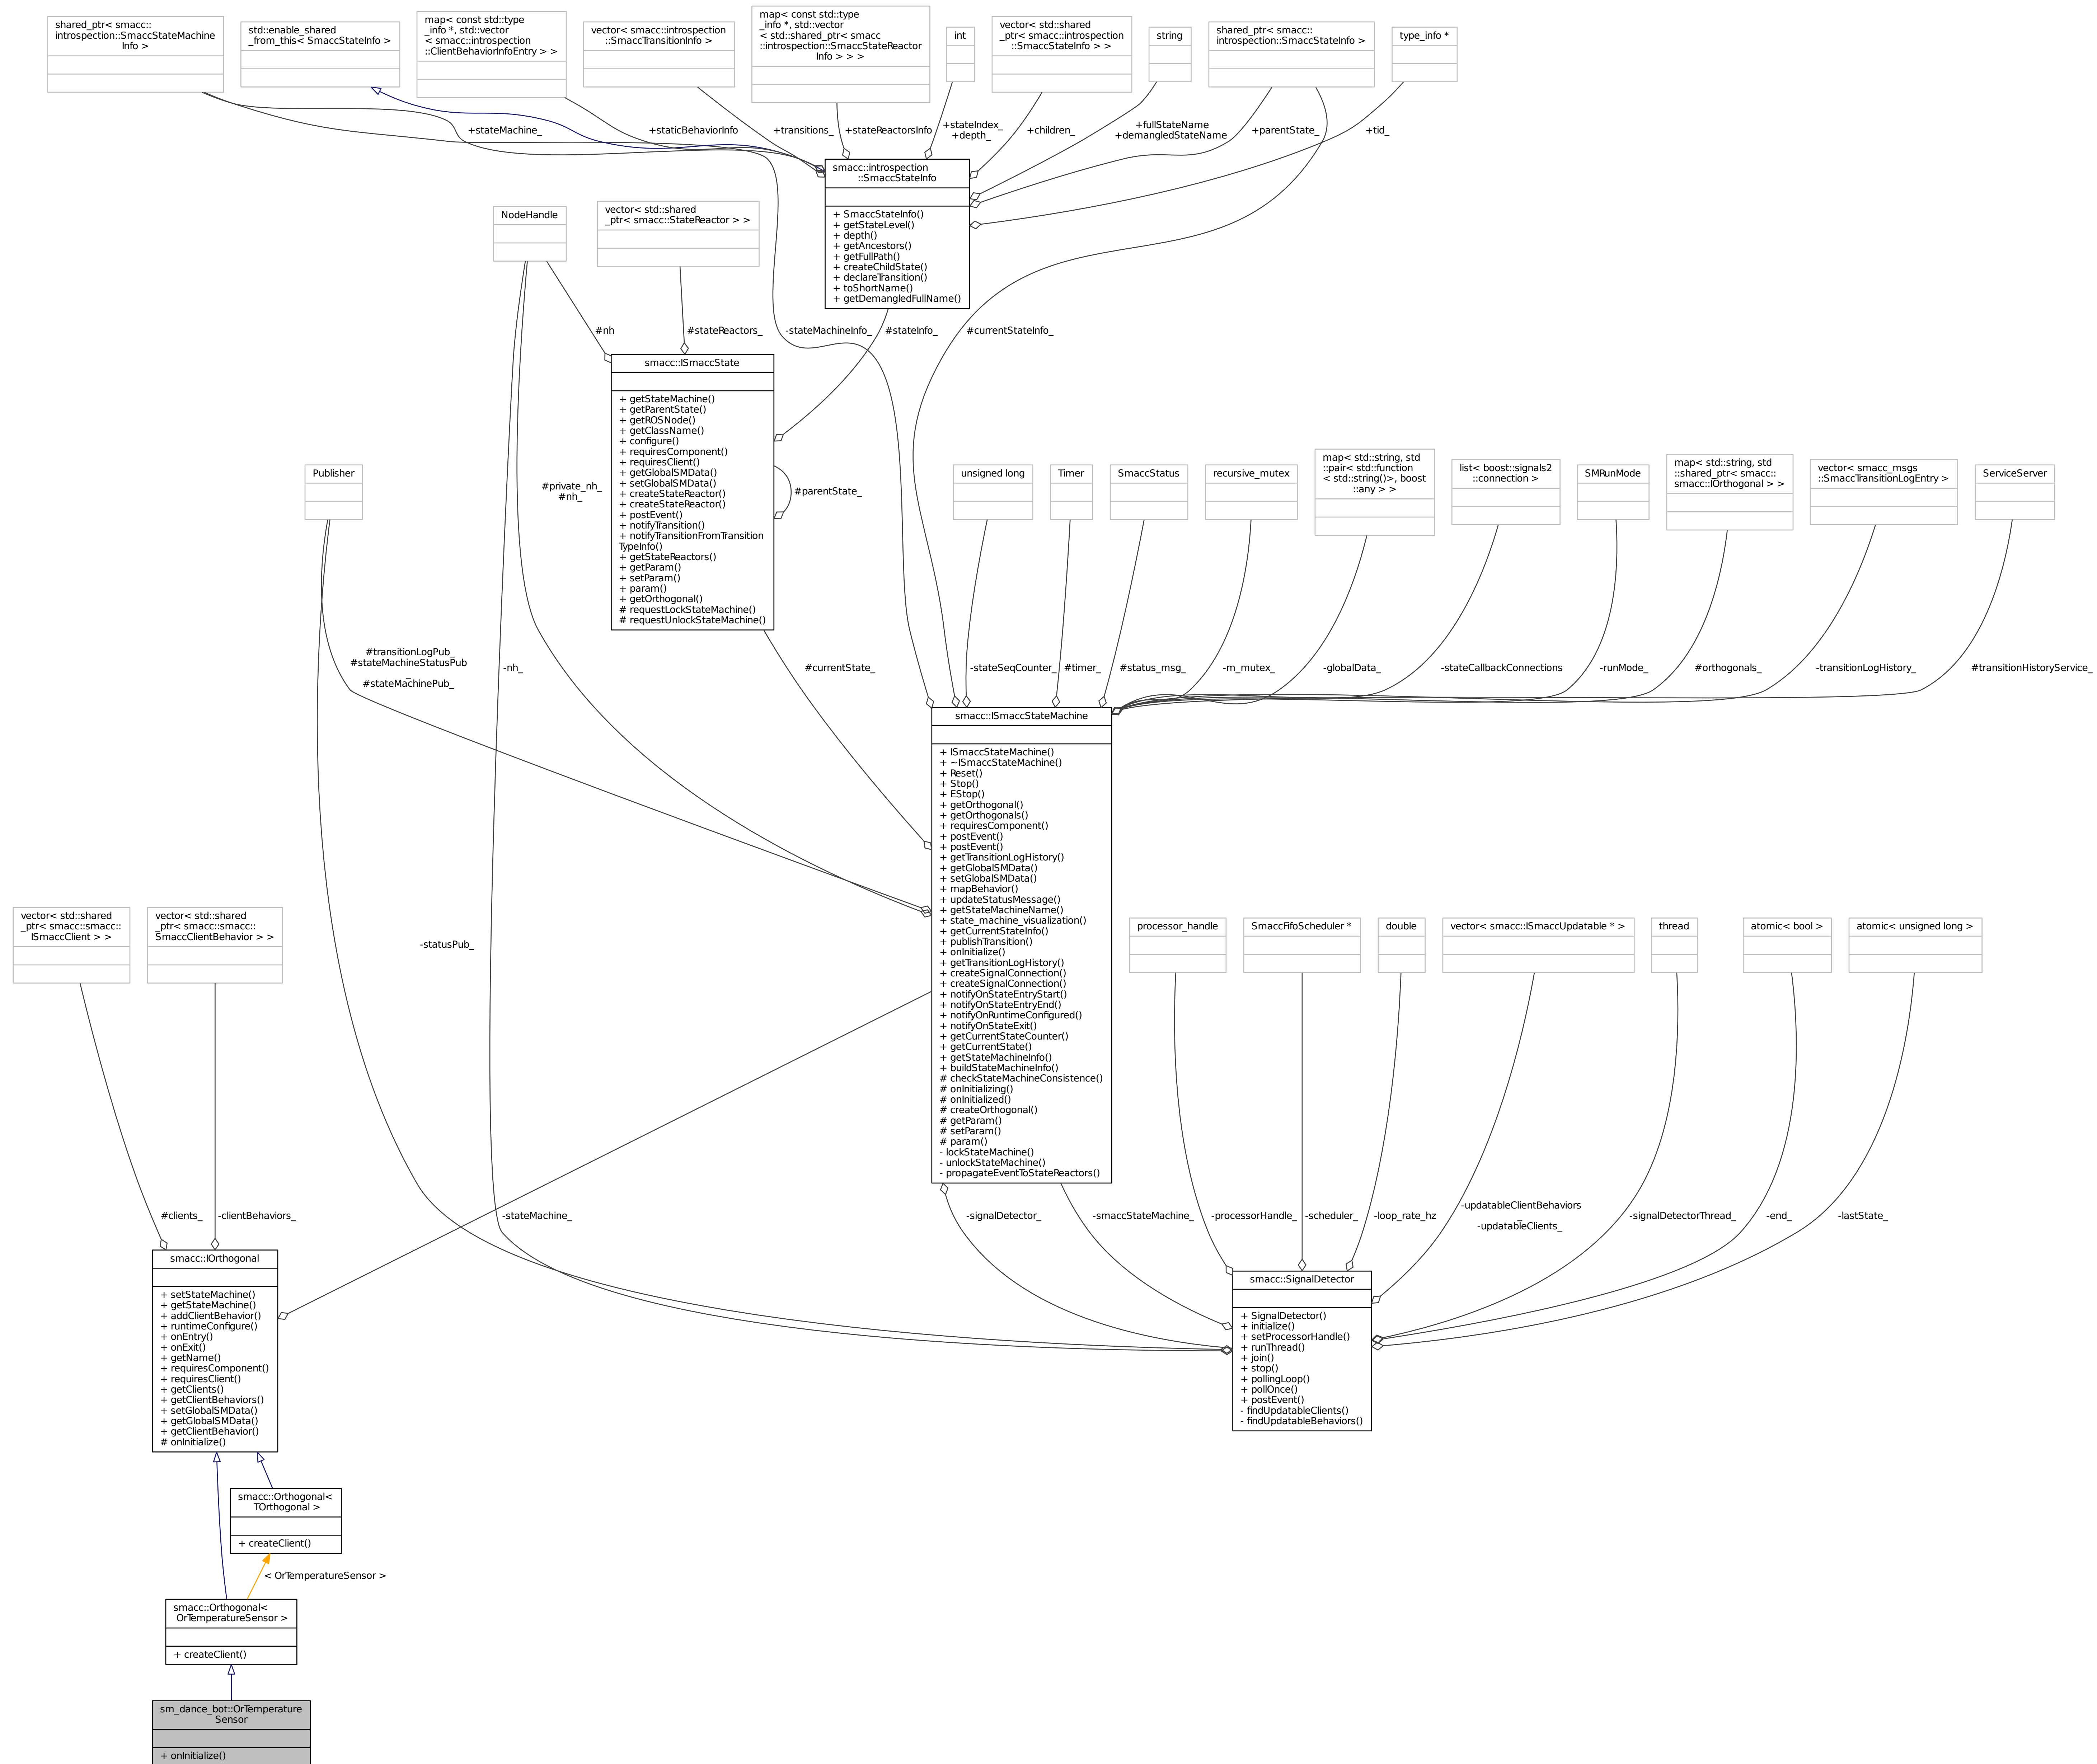 shared_ptr< smacc::
introspection::SmaccStateMachine
Info >
std::enable_shared
_from_this< SmaccStateInfo >
map< const std::type
_info *, std::vector
< smacc::introspection
::ClientBehaviorInfoEntry > >
vector< smacc::introspection
::SmaccTransitionInfo >
map< const std::type
_info *, std::vector
< std::shared_ptr< smacc
::introspection::SmaccStateReactor
Info > > >
int
vector< std::shared
_ptr< smacc::introspection
::SmaccStateInfo > >
string
shared_ptr< smacc::
introspection::SmaccStateInfo >
type_info *
+stateMachine_
+staticBehaviorInfo
+transitions_
+stateReactorsInfo
+stateIndex_
+depth_
+children_
+fullStateName
+demangledStateName
+parentState_
+tid_
smacc::introspection
::SmaccStateInfo
+ SmaccStateInfo()
+ getStateLevel()
+ depth()
+ getAncestors()
+ getFullPath()
+ createChildState()
+ declareTransition()
+ toShortName()
+ getDemangledFullName()
NodeHandle
vector< std::shared
_ptr< smacc::StateReactor > >
#nh
#stateReactors_
-stateMachineInfo_
#stateInfo_
#currentStateInfo_
smacc::ISmaccState
+ getStateMachine()
+ getParentState()
+ getROSNode()
+ getClassName()
+ configure()
+ requiresComponent()
+ requiresClient()
+ getGlobalSMData()
+ setGlobalSMData()
+ createStateReactor()
+ createStateReactor()
+ postEvent()
+ notifyTransition()
+ notifyTransitionFromTransition
TypeInfo()
+ getStateReactors()
+ getParam()
+ setParam()
+ param()
+ getOrthogonal()
# requestLockStateMachine()
# requestUnlockStateMachine()
#parentState_
#private_nh_
#nh_
Publisher
unsigned long
Timer
SmaccStatus
recursive_mutex
map< std::string, std
::pair< std::function
< std::string()>, boost
::any > >
list< boost::signals2
::connection >
SMRunMode
map< std::string, std
::shared_ptr< smacc::
smacc::IOrthogonal > >
vector< smacc_msgs
::SmaccTransitionLogEntry >
ServiceServer
#transitionLogPub_
#stateMachineStatusPub
_
#stateMachinePub_
-nh_
#currentState_
-stateSeqCounter_
#timer_
#status_msg_
-m_mutex_
-globalData_
-stateCallbackConnections
-runMode_
#orthogonals_
-transitionLogHistory_
#transitionHistoryService_
smacc::ISmaccStateMachine
+ ISmaccStateMachine()
+ ~ISmaccStateMachine()
+ Reset()
+ Stop()
+ EStop()
+ getOrthogonal()
+ getOrthogonals()
+ requiresComponent()
+ postEvent()
+ postEvent()
+ getTransitionLogHistory()
+ getGlobalSMData()
+ setGlobalSMData()
+ mapBehavior()
+ updateStatusMessage()
+ getStateMachineName()
+ state_machine_visualization()
+ getCurrentStateInfo()
+ publishTransition()
+ onInitialize()
+ getTransitionLogHistory()
+ createSignalConnection()
+ createSignalConnection()
+ notifyOnStateEntryStart()
+ notifyOnStateEntryEnd()
+ notifyOnRuntimeConfigured()
+ notifyOnStateExit()
+ getCurrentStateCounter()
+ getCurrentState()
+ getStateMachineInfo()
+ buildStateMachineInfo()
# checkStateMachineConsistence()
# onInitializing()
# onInitialized()
# createOrthogonal()
# getParam()
# setParam()
# param()
- lockStateMachine()
- unlockStateMachine()
- propagateEventToStateReactors()
vector< std::shared
_ptr< smacc::smacc::
ISmaccClient > >
vector< std::shared
_ptr< smacc::smacc::
SmaccClientBehavior > >
-statusPub_
processor_handle
SmaccFifoScheduler *
double
vector< smacc::ISmaccUpdatable * >
thread
atomic< bool >
atomic< unsigned long >
#clients_
-clientBehaviors_
-stateMachine_
-signalDetector_
-smaccStateMachine_
-processorHandle_
-scheduler_
-loop_rate_hz
-updatableClientBehaviors
_
-updatableClients_
-signalDetectorThread_
-end_
-lastState_
smacc::IOrthogonal
+ setStateMachine()
+ getStateMachine()
+ addClientBehavior()
+ runtimeConfigure()
+ onEntry()
+ onExit()
+ getName()
+ requiresComponent()
+ requiresClient()
+ getClients()
+ getClientBehaviors()
+ setGlobalSMData()
+ getGlobalSMData()
+ getClientBehavior()
# onInitialize()
smacc::SignalDetector
+ SignalDetector()
+ initialize()
+ setProcessorHandle()
+ runThread()
+ join()
+ stop()
+ pollingLoop()
+ pollOnce()
+ postEvent()
- findUpdatableClients()
- findUpdatableBehaviors()
smacc::Orthogonal<
TOrthogonal >
+ createClient()
< OrTemperatureSensor >
smacc::Orthogonal<
OrTemperatureSensor >
+ createClient()
sm_dance_bot::OrTemperature
Sensor
+ onInitialize()